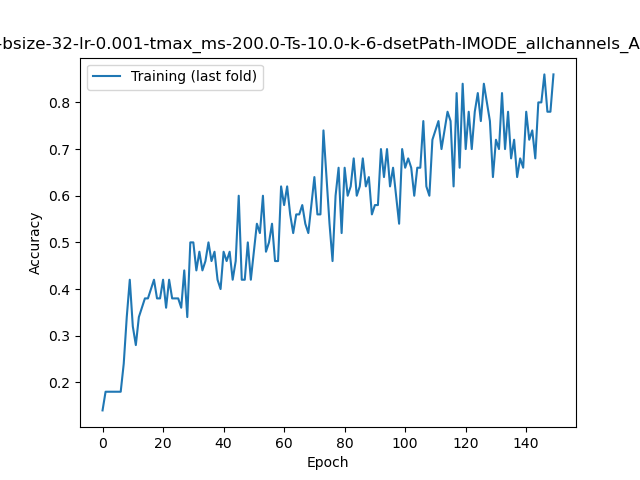 -bsize-32-lr-0.001-tmax_ms-200.0-Ts-10.0-k-6-dsetPath-IMODE_allchannels_A
Training (last fold)
0.8
0.7
0.6
0.5
0.4
0.3
0.2
Accuracy
0 20 40 60 80 100 120 140
Epoch